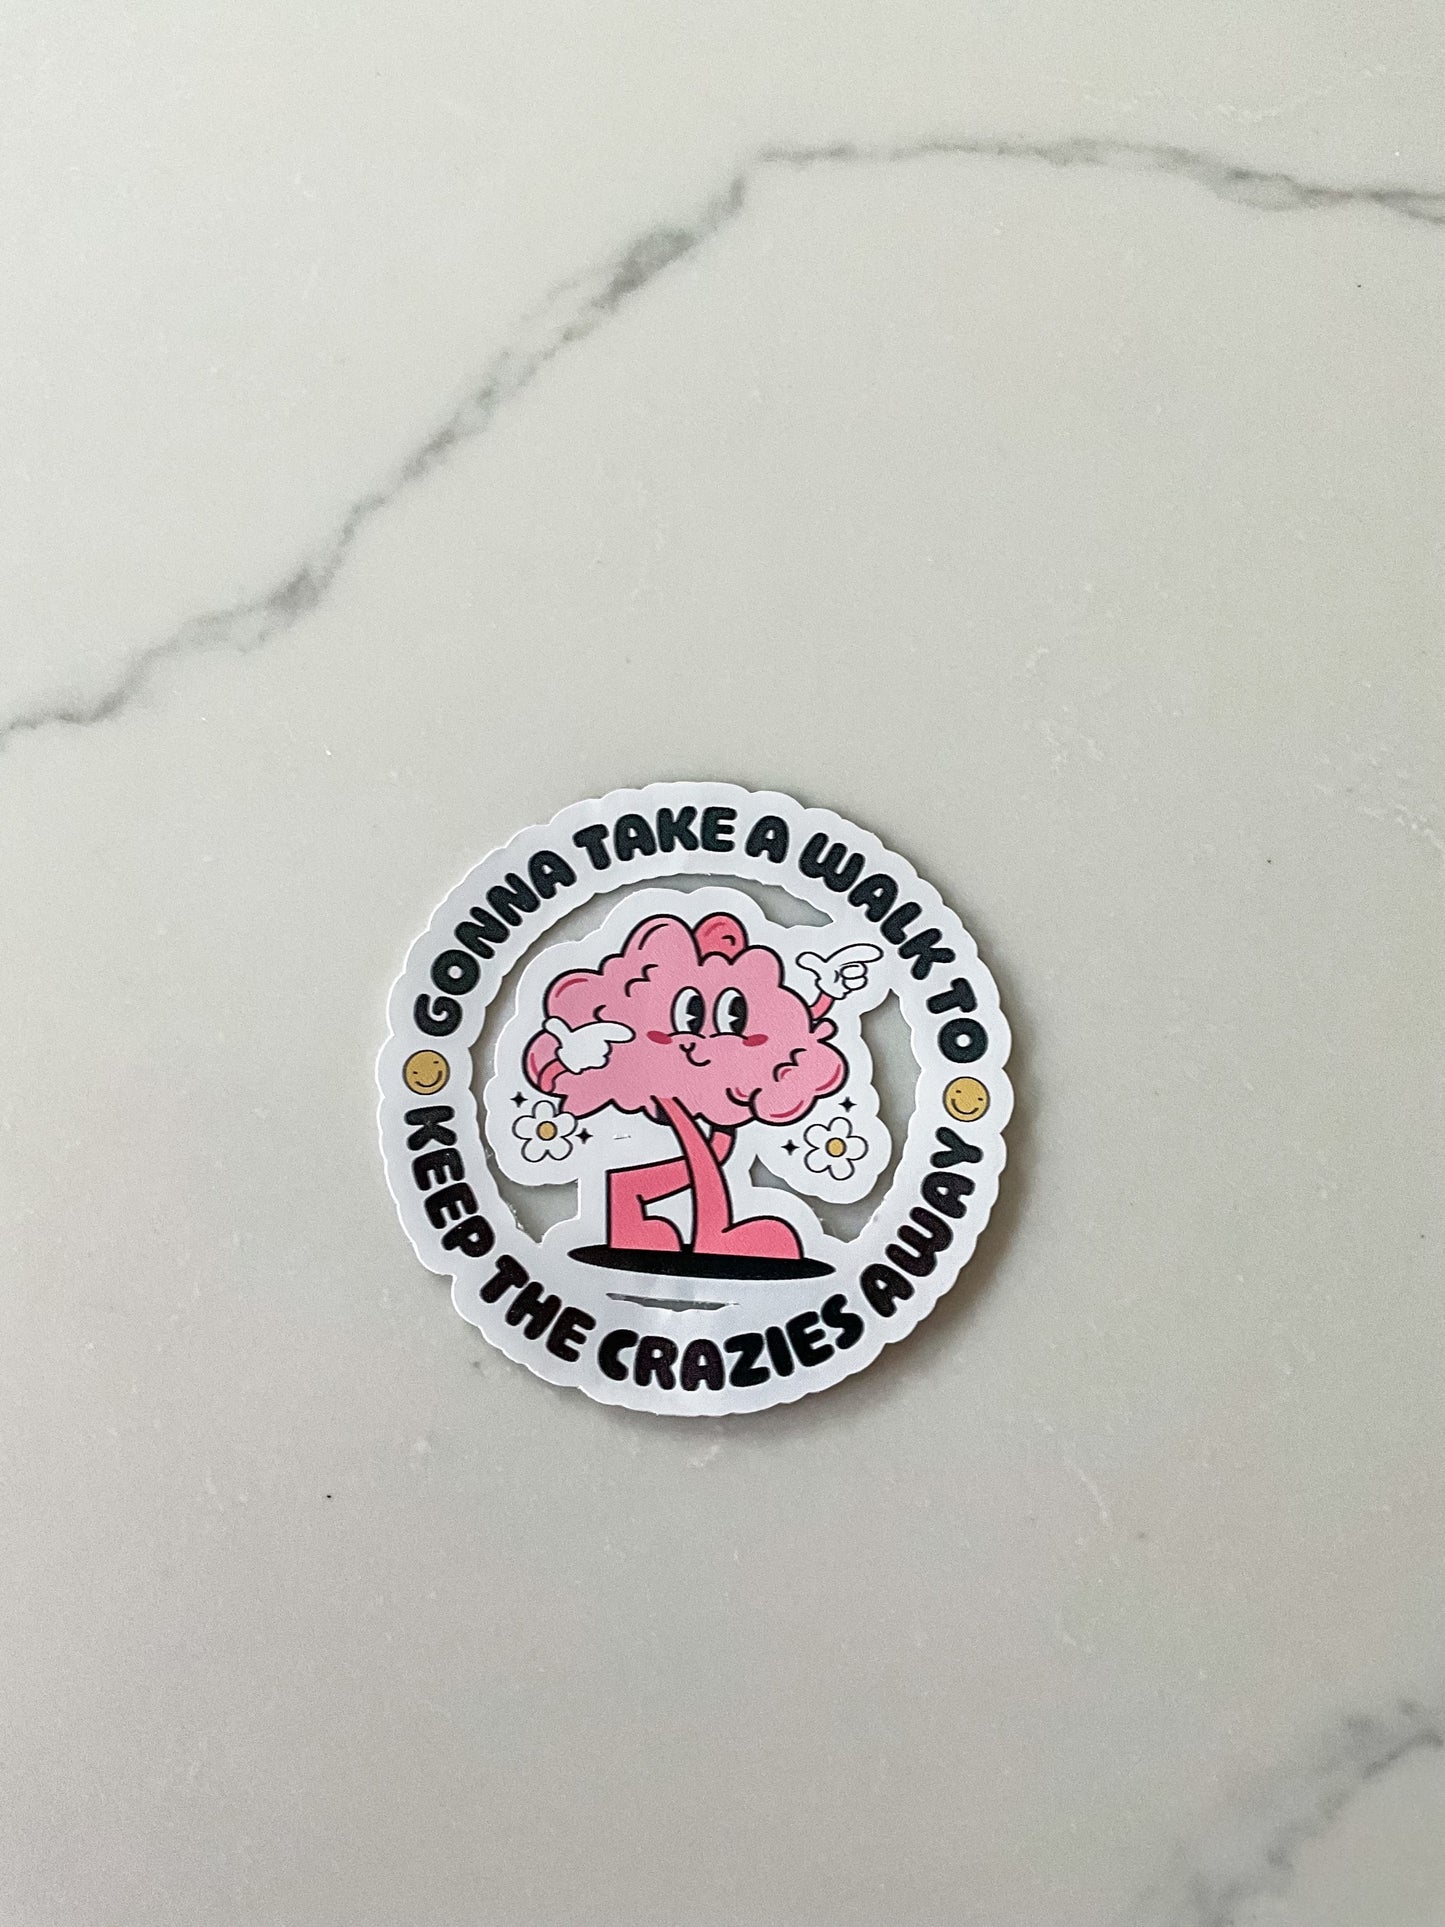 GONNA TAKE A WALK TO
KEEP THE CRAZIES AWAY